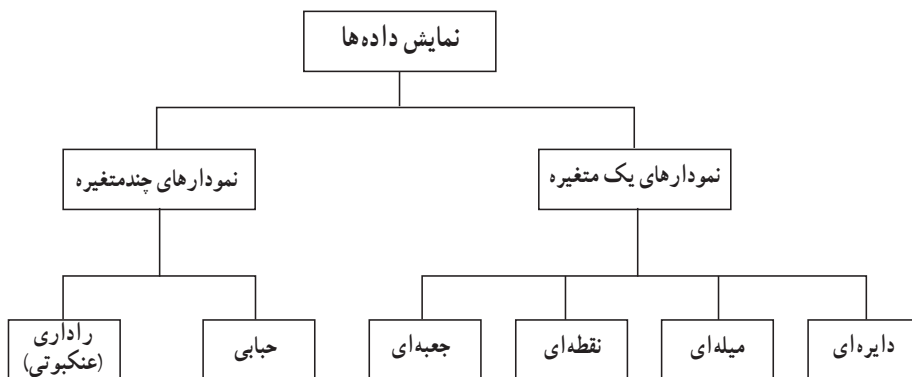 نمایش داده‌ها
نمودارهای یک متغیره
نمودارهای چندمتغیره
دایره‌ای
میله‌ای
نقطه‌ای
جعبه‌ای
حبابی
راداری
(عنکبوتی)